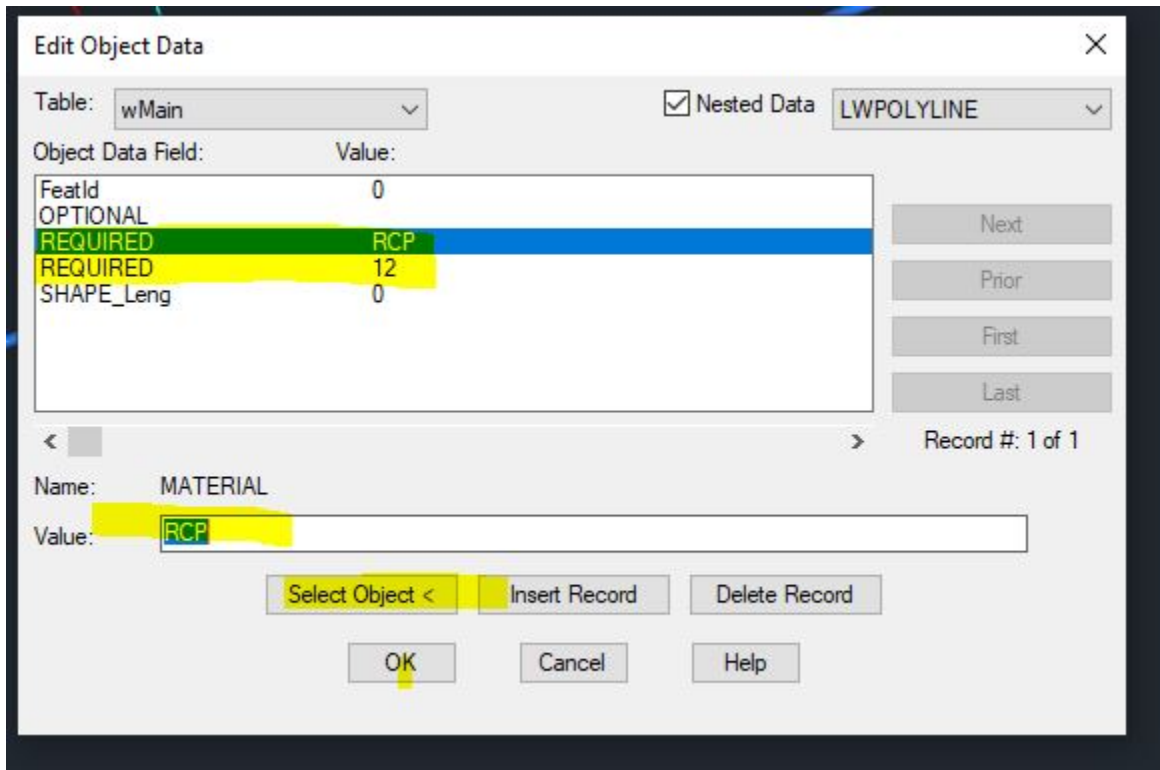 Edit Object Data
Table: wMain Nested Data LWPOLYLINE
Object Data Field: Value:
FeatId 0
OPTIONAL
REQUIRED RCP
REQUIRED 12
SHAPE_Leng 0
Next
Prior
First
Last
Record #: 1 of 1
Name: MATERIAL
Value: RCP
Select Object < Insert Record Delete Record
OK Cancel Help